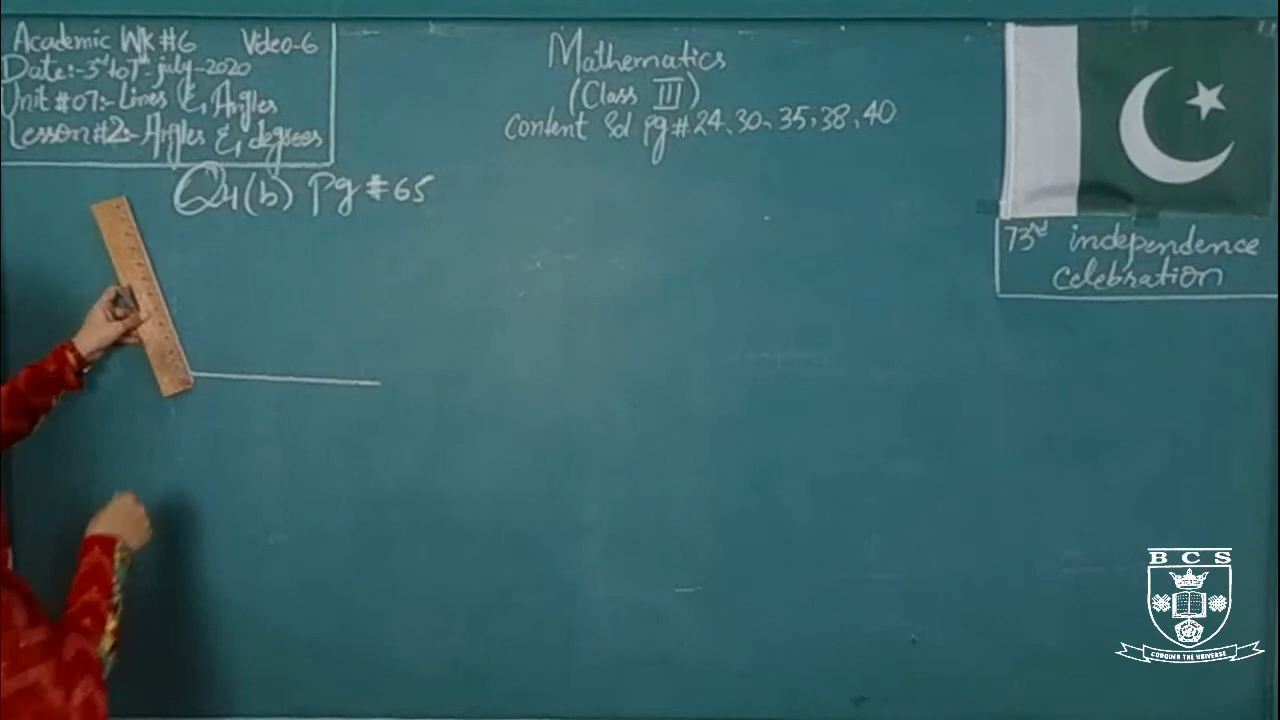 Academic Wk #6 Video-6
Date:- 3rd to 7th july-2020
Unit #07:- Lines & Angles
Lesson #2:- Angles & degrees
Mathematics
(Class III)
Content Sd pg# 24, 30, 35, 38, 40
Q4(b) Pg #65
73rd independence
celebration
BCS
CONQUER THE UNIVERSE